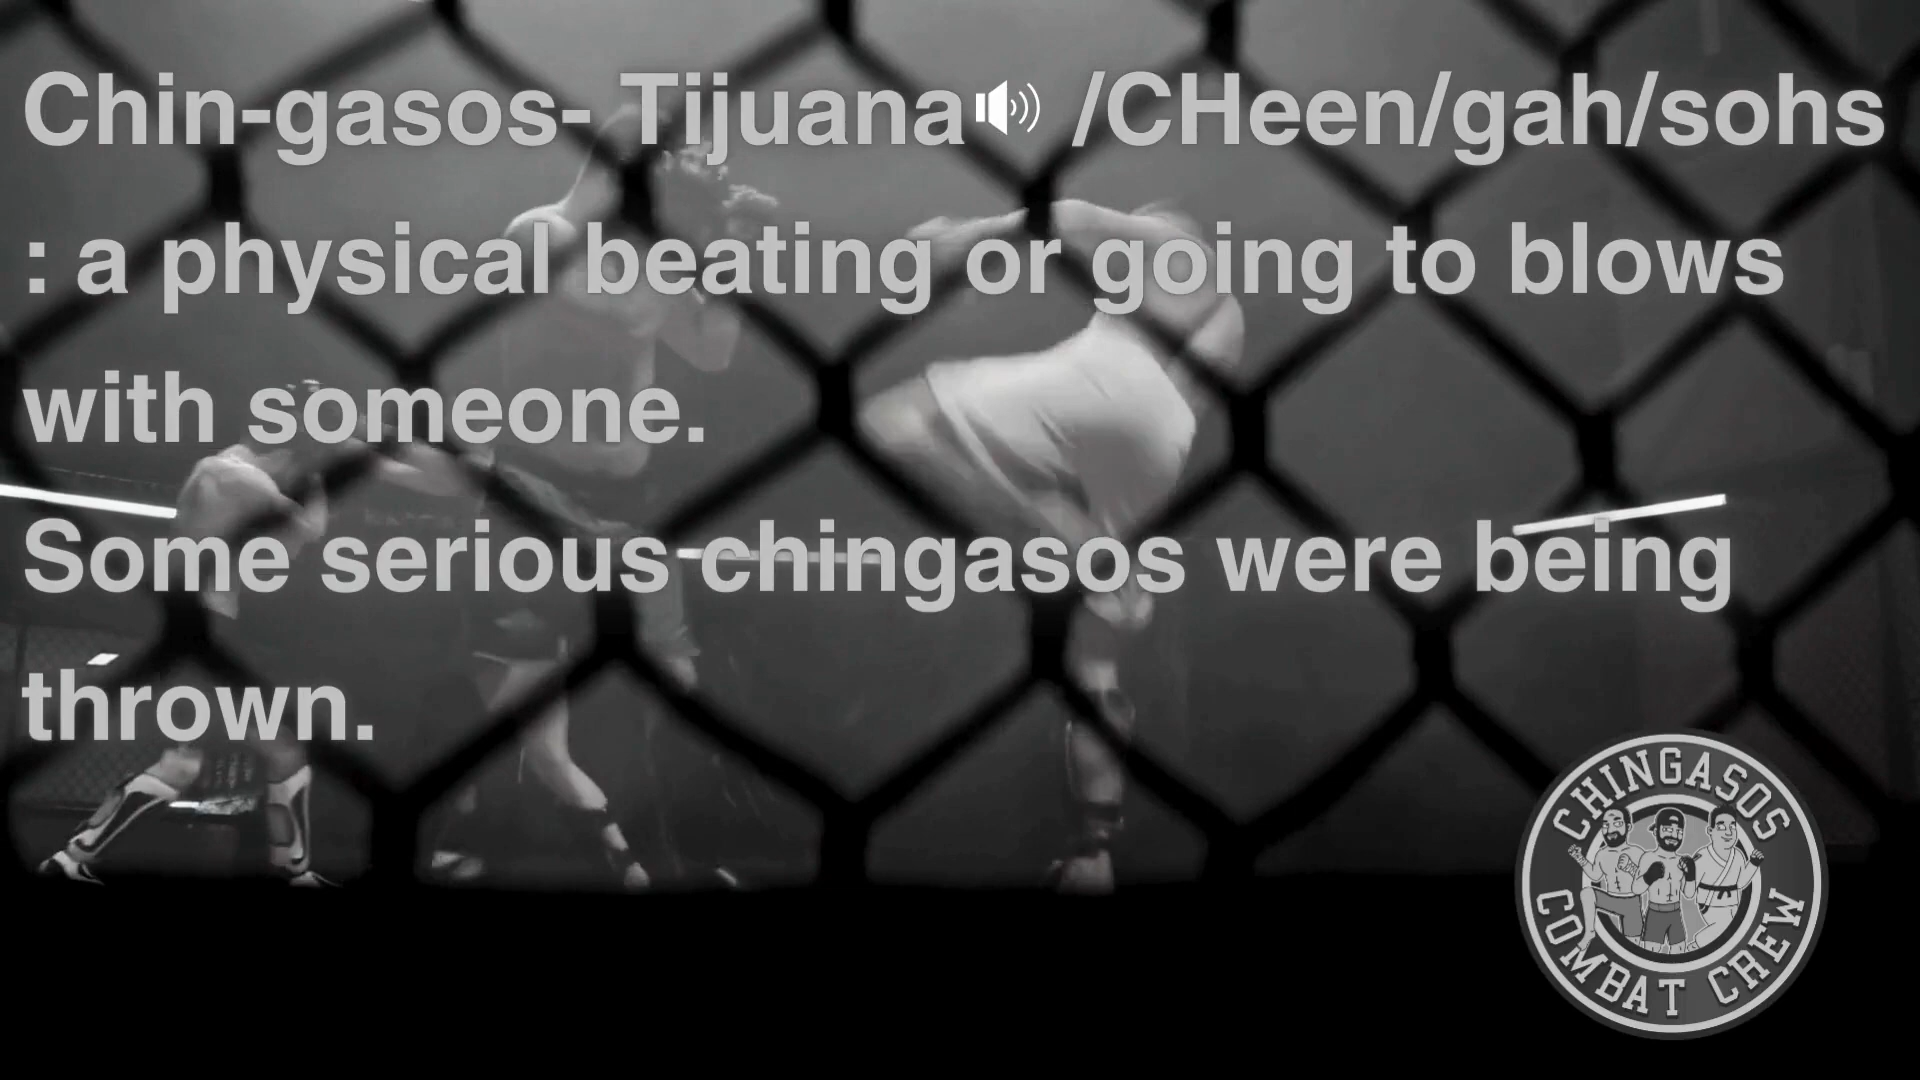 Chin-gasos- Tijuana🔊 /CHeen/gah/sohs
: a physical beating or going to blows
with someone.
Some serious chingasos were being
thrown.
CHINGASOS
COMBAT CREW